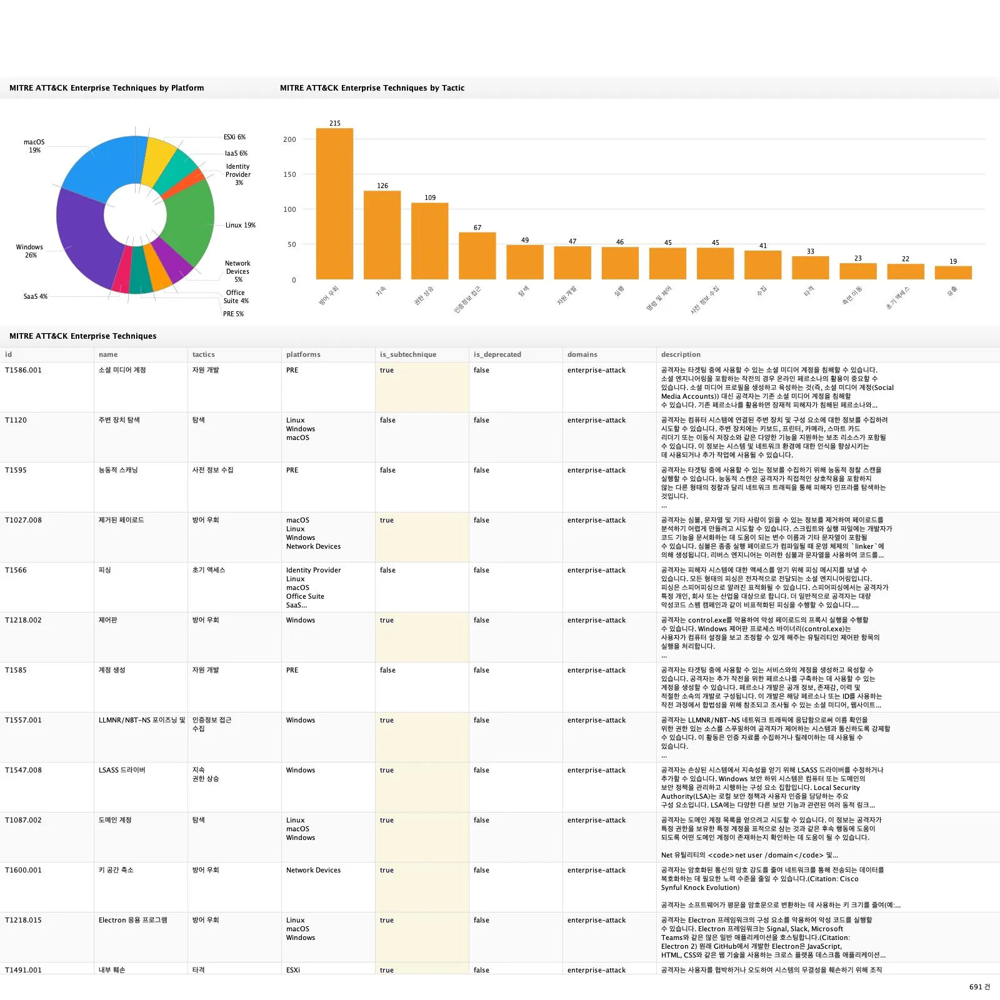 MITRE ATT&CK Enterprise Techniques by Platform
MITRE ATT&CK Enterprise Techniques by Tactic
macOS
19%
ESXi 6%
IaaS 6%
Identity
Provider
3%
Linux 19%
Windows
26%
Network
Devices
5%
Office
Suite 4%
SaaS 4%
PRE 5%
200
150
100
50
0
215
126
109
67
49
47
46
45
45
41
33
23
22
19
방어 우회
지속
권한 상승
인증정보 접근
탐색
자원 개발
실행
명령 및 제어
사전 정보 수집
수집
타격
측면 이동
초기 액세스
유출
MITRE ATT&CK Enterprise Techniques
id name tactics platforms is_subtechnique is_deprecated domains description
T1586.001 소셜 미디어 계정 자원 개발 PRE true false enterprise-attack 공격자는 타겟팅 중에 사용할 수 있는 소셜 미디어 계정을 침해할 수 있습니다.
소셜 엔지니어링을 포함하는 작전의 경우 온라인 페르소나의 활용이 중요할 수
있습니다. 소셜 미디어 프로필을 생성하고 육성하는 것(즉, 소셜 미디어 계정(Social
Media Accounts)) 대신 공격자는 기존 소셜 미디어 계정을 침해할
수 있습니다. 기존 페르소나를 활용하면 잠재적 피해자가 침해된 페르소나와...
T1120 주변 장치 탐색 탐색 Linux false false enterprise-attack 공격자는 컴퓨터 시스템에 연결된 주변 장치 및 구성 요소에 대한 정보를 수집하려
Windows 시도할 수 있습니다. 주변 장치에는 키보드, 프린터, 카메라, 스마트 카드
macOS 리더기 또는 이동식 저장소와 같은 다양한 기능을 지원하는 보조 리소스가 포함될
수 있습니다. 이 정보는 시스템 및 네트워크 환경에 대한 인식을 향상시키는
데 사용되거나 추가 작업에 사용될 수 있습니다.
T1595 능동적 스캐닝 사전 정보 수집 PRE false false enterprise-attack 공격자는 타겟팅 중에 사용할 수 있는 정보를 수집하기 위해 능동적 정찰 스캔을
실행할 수 있습니다. 능동적 스캔은 공격자가 직접적인 상호작용을 포함하지
않는 다른 형태의 정찰과 달리 네트워크 트래픽을 통해 피해자 인프라를 탐색하는
것입니다.
...
T1027.008 제거된 페이로드 방어 우회 macOS true false enterprise-attack 공격자는 심볼, 문자열 및 기타 사람이 읽을 수 있는 정보를 제거하여 페이로드를
Linux 분석하기 어렵게 만들려고 시도할 수 있습니다. 스크립트와 실행 파일에는 개발자가
Windows 코드 기능을 문서화하는 데 도움이 되는 변수 이름과 기타 문자열이 포함될
Network Devices 수 있습니다. 심볼은 종종 실행 페이로드가 컴파일될 때 운영 체제의 `linker`에
의해 생성됩니다. 리버스 엔지니어는 이러한 심볼과 문자열을 사용하여 코드를...
T1566 피싱 초기 액세스 Identity Provider false false enterprise-attack 공격자는 피해자 시스템에 대한 액세스를 얻기 위해 피싱 메시지를 보낼 수
Linux 있습니다. 모든 형태의 피싱은 전자적으로 전달되는 소셜 엔지니어링입니다.
macOS 피싱은 스피어피싱으로 알려진 표적화될 수 있습니다. 스피어피싱에서는 공격자가
Office Suite 특정 개인, 회사 또는 산업을 대상으로 합니다. 더 일반적으로 공격자는 대량
SaaS... 악성코드 스팸 캠페인과 같이 비표적화된 피싱을 수행할 수 있습니다....
T1218.002 제어판 방어 우회 Windows true false enterprise-attack 공격자는 control.exe를 악용하여 악성 페이로드의 프록시 실행을 수행할
수 있습니다. Windows 제어판 프로세스 바이너리(control.exe)는
사용자가 컴퓨터 설정을 보고 조정할 수 있게 해주는 유틸리티인 제어판 항목의
실행을 처리합니다.
...
T1585 계정 생성 자원 개발 PRE false false enterprise-attack 공격자는 타겟팅 중에 사용할 수 있는 서비스와의 계정을 생성하고 육성할 수
있습니다. 공격자는 추가 작전을 위한 페르소나를 구축하는 데 사용할 수 있는
계정을 생성할 수 있습니다. 페르소나 개발은 공개 정보, 존재감, 이력 및
적절한 소속의 개발로 구성됩니다. 이 개발은 해당 페르소나 또는 ID를 사용하는
작전 과정에서 합법성을 위해 참조되고 조사될 수 있는 소셜 미디어, 웹사이트...
T1557.001 LLMNR/NBT-NS 포이즈닝 및 인증정보 접근 Windows true false enterprise-attack 공격자는 LLMNR/NBT-NS 네트워크 트래픽에 응답함으로써 이름 확인을
수집 위한 권한 있는 소스를 스푸핑하여 공격자가 제어하는 시스템과 통신하도록 강제할
수 있습니다. 이 활동은 인증 자료를 수집하거나 릴레이하는 데 사용될 수
있습니다.
...
T1547.008 LSASS 드라이버 지속 Windows true false enterprise-attack 공격자는 손상된 시스템에서 지속성을 얻기 위해 LSASS 드라이버를 수정하거나
권한 상승 추가할 수 있습니다. Windows 보안 하위 시스템은 컴퓨터 또는 도메인의
보안 정책을 관리하고 시행하는 구성 요소 집합입니다. Local Security
Authority(LSA)는 로컬 보안 정책과 사용자 인증을 담당하는 주요
구성 요소입니다. LSA에는 다양한 다른 보안 기능과 관련된 여러 동적 링크...
T1087.002 도메인 계정 탐색 Linux true false enterprise-attack 공격자는 도메인 계정 목록을 얻으려고 시도할 수 있습니다. 이 정보는 공격자가
macOS 특정 권한을 보유한 특정 계정을 표적으로 삼는 것과 같은 후속 행동에 도움이
Windows 되도록 어떤 도메인 계정이 존재하는지 확인하는 데 도움이 될 수 있습니다.
Net 유틸리티의 <code>net user /domain</code> 및...
T1600.001 키 공간 축소 방어 우회 Network Devices true false enterprise-attack 공격자는 암호화된 통신의 암호 강도를 줄여 네트워크를 통해 전송되는 데이터를
복호화하는 데 필요한 노력 수준을 줄일 수 있습니다.(Citation: Cisco
Synful Knock Evolution)
공격자는 소프트웨어가 평문을 암호문으로 변환하는 데 사용하는 키 크기를 줄여(예:...
T1218.015 Electron 응용 프로그램 방어 우회 Linux true false enterprise-attack 공격자는 Electron 프레임워크의 구성 요소를 악용하여 악성 코드를 실행할
macOS 수 있습니다. Electron 프레임워크는 Signal, Slack, Microsoft
Windows Teams와 같은 많은 일반 애플리케이션을 호스팅합니다.(Citation:
Electron 2) 원래 GitHub에서 개발한 Electron은 JavaScript,
HTML, CSS와 같은 웹 기술을 사용하는 크로스 플랫폼 데스크톱 애플리케이션...
T1491.001 내부 훼손 타격 ESXi true false enterprise-attack 공격자는 사용자를 협박하거나 오도하여 시스템의 무결성을 훼손하기 위해 조직
691 건